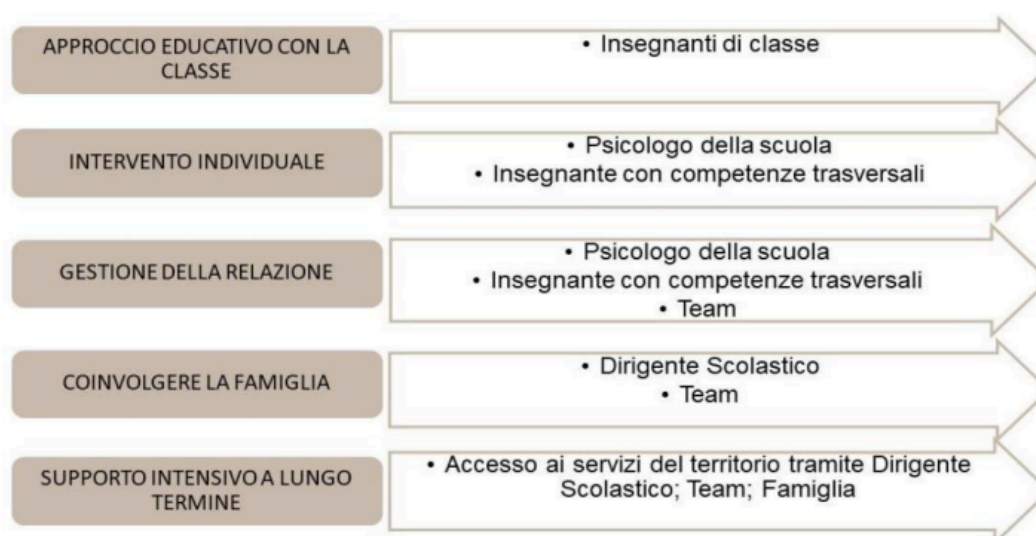 APPROCCIO EDUCATIVO CON LA
CLASSE
• Insegnanti di classe
INTERVENTO INDIVIDUALE
• Psicologo della scuola
• Insegnante con competenze trasversali
GESTIONE DELLA RELAZIONE
• Psicologo della scuola
• Insegnante con competenze trasversali
• Team
COINVOLGERE LA FAMIGLIA
• Dirigente Scolastico
• Team
SUPPORTO INTENSIVO A LUNGO
TERMINE
• Accesso ai servizi del territorio tramite Dirigente
Scolastico; Team; Famiglia